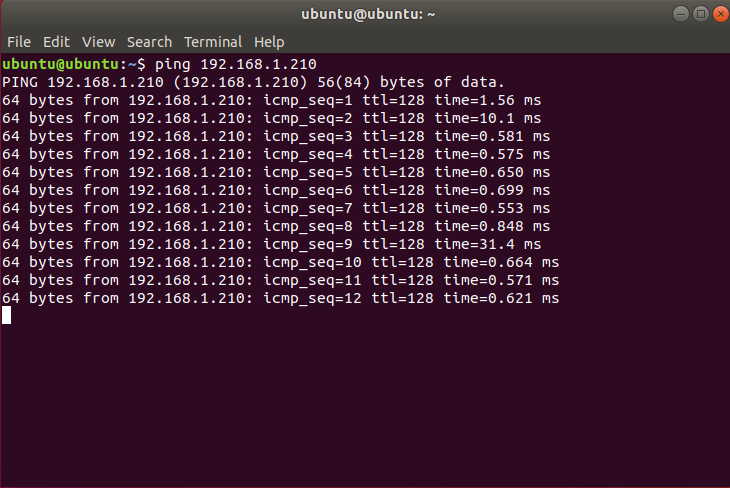 ubuntu@ubuntu: ~
File Edit View Search Terminal Help
ubuntu@ubuntu:~$ ping 192.168.1.210
PING 192.168.1.210 (192.168.1.210) 56(84) bytes of data.
64 bytes from 192.168.1.210: icmp_seq=1 ttl=128 time=1.56 ms
64 bytes from 192.168.1.210: icmp_seq=2 ttl=128 time=10.1 ms
64 bytes from 192.168.1.210: icmp_seq=3 ttl=128 time=0.581 ms
64 bytes from 192.168.1.210: icmp_seq=4 ttl=128 time=0.575 ms
64 bytes from 192.168.1.210: icmp_seq=5 ttl=128 time=0.650 ms
64 bytes from 192.168.1.210: icmp_seq=6 ttl=128 time=0.699 ms
64 bytes from 192.168.1.210: icmp_seq=7 ttl=128 time=0.553 ms
64 bytes from 192.168.1.210: icmp_seq=8 ttl=128 time=0.848 ms
64 bytes from 192.168.1.210: icmp_seq=9 ttl=128 time=31.4 ms
64 bytes from 192.168.1.210: icmp_seq=10 ttl=128 time=0.664 ms
64 bytes from 192.168.1.210: icmp_seq=11 ttl=128 time=0.571 ms
64 bytes from 192.168.1.210: icmp_seq=12 ttl=128 time=0.621 ms